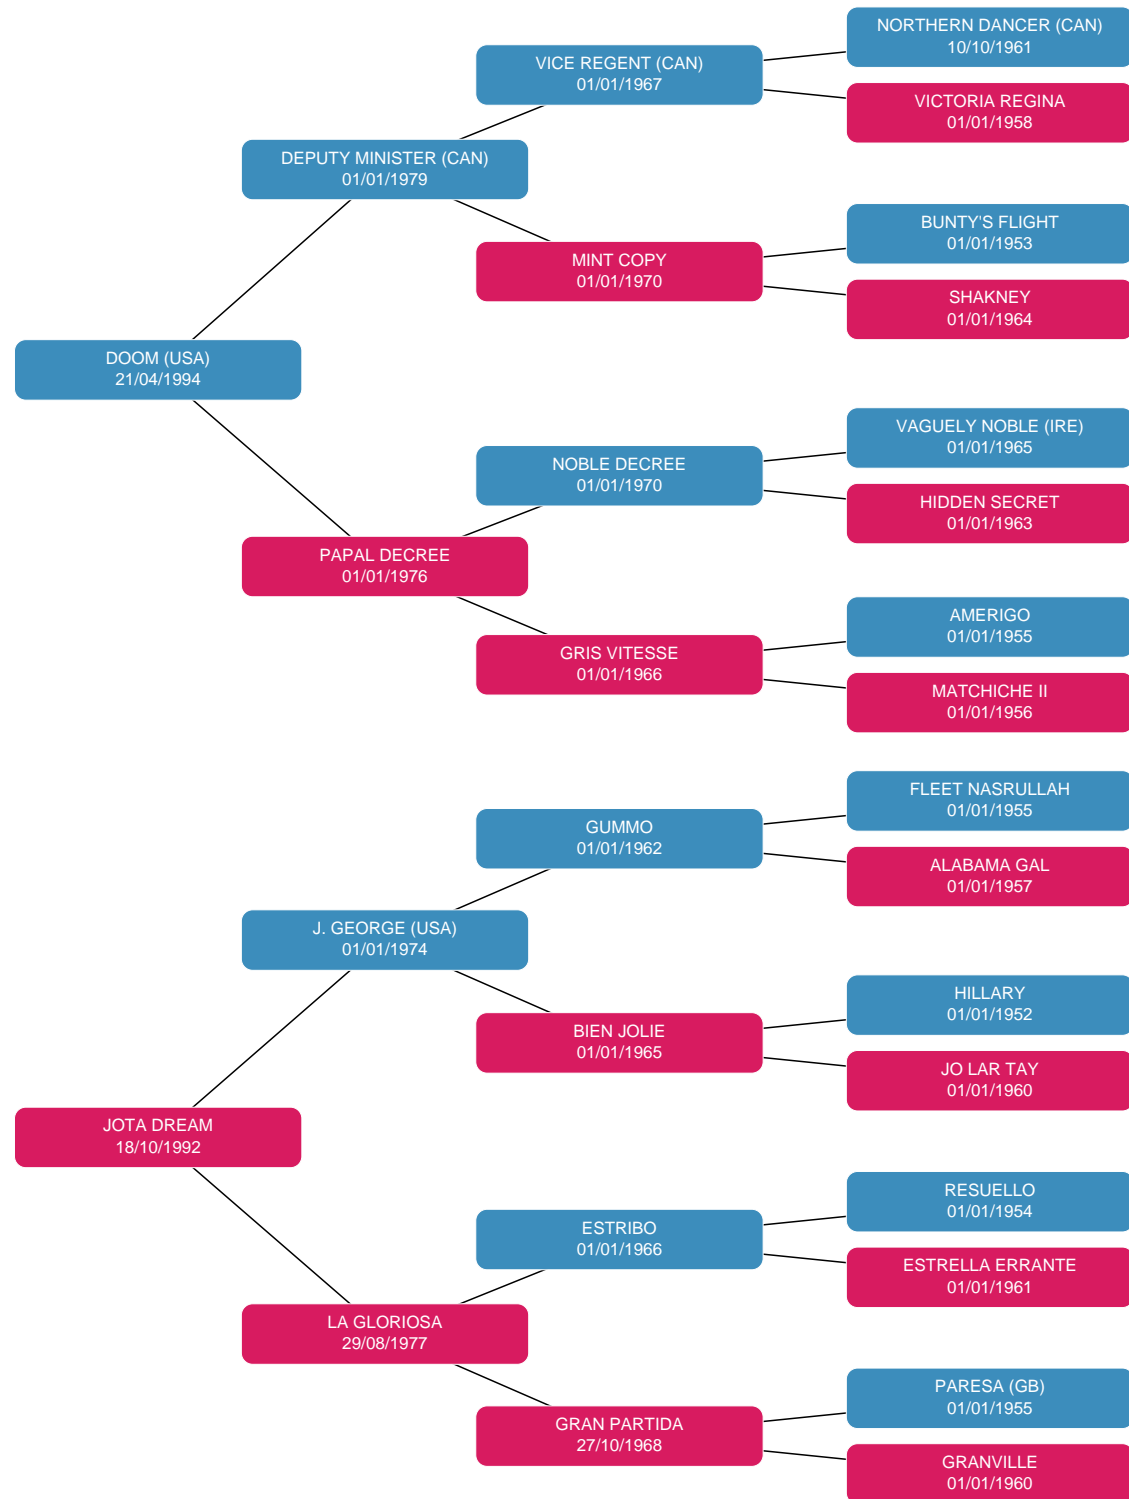 NORTHERN DANCER (CAN)
10/10/1961
VICE REGENT (CAN)
01/01/1967
VICTORIA REGINA
01/01/1958
DEPUTY MINISTER (CAN)
01/01/1979
BUNTY'S FLIGHT
01/01/1953
MINT COPY
01/01/1970
SHAKNEY
01/01/1964
DOOM (USA)
21/04/1994
VAGUELY NOBLE (IRE)
01/01/1965
NOBLE DECREE
01/01/1970
HIDDEN SECRET
01/01/1963
PAPAL DECREE
01/01/1976
AMERIGO
01/01/1955
GRIS VITESSE
01/01/1966
MATCHICHE II
01/01/1956
FLEET NASRULLAH
01/01/1955
GUMMO
01/01/1962
ALABAMA GAL
01/01/1957
J. GEORGE (USA)
01/01/1974
HILLARY
01/01/1952
BIEN JOLIE
01/01/1965
JO LAR TAY
01/01/1960
JOTA DREAM
18/10/1992
RESUELLO
01/01/1954
ESTRIBO
01/01/1966
ESTRELLA ERRANTE
01/01/1961
LA GLORIOSA
29/08/1977
PARESA (GB)
01/01/1955
GRAN PARTIDA
27/10/1968
GRANVILLE
01/01/1960